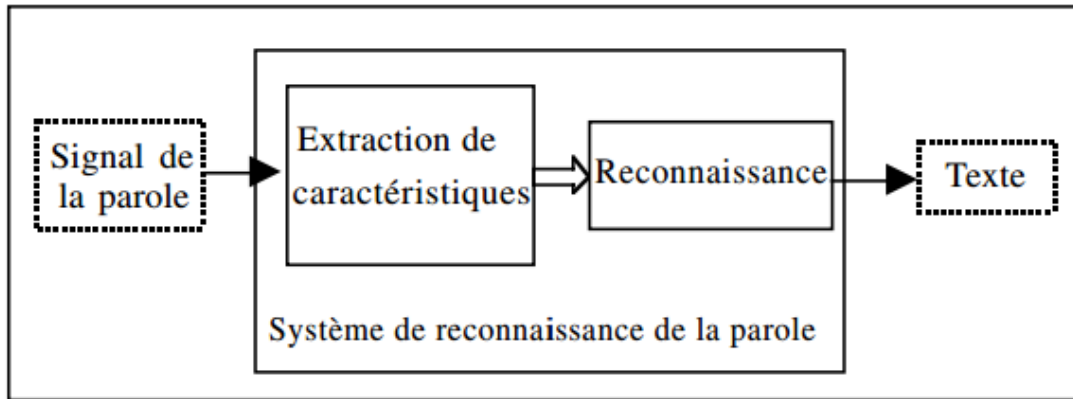 Signal de
la parole
Extraction de
caractéristiques
Reconnaissance
Texte
Système de reconnaissance de la parole